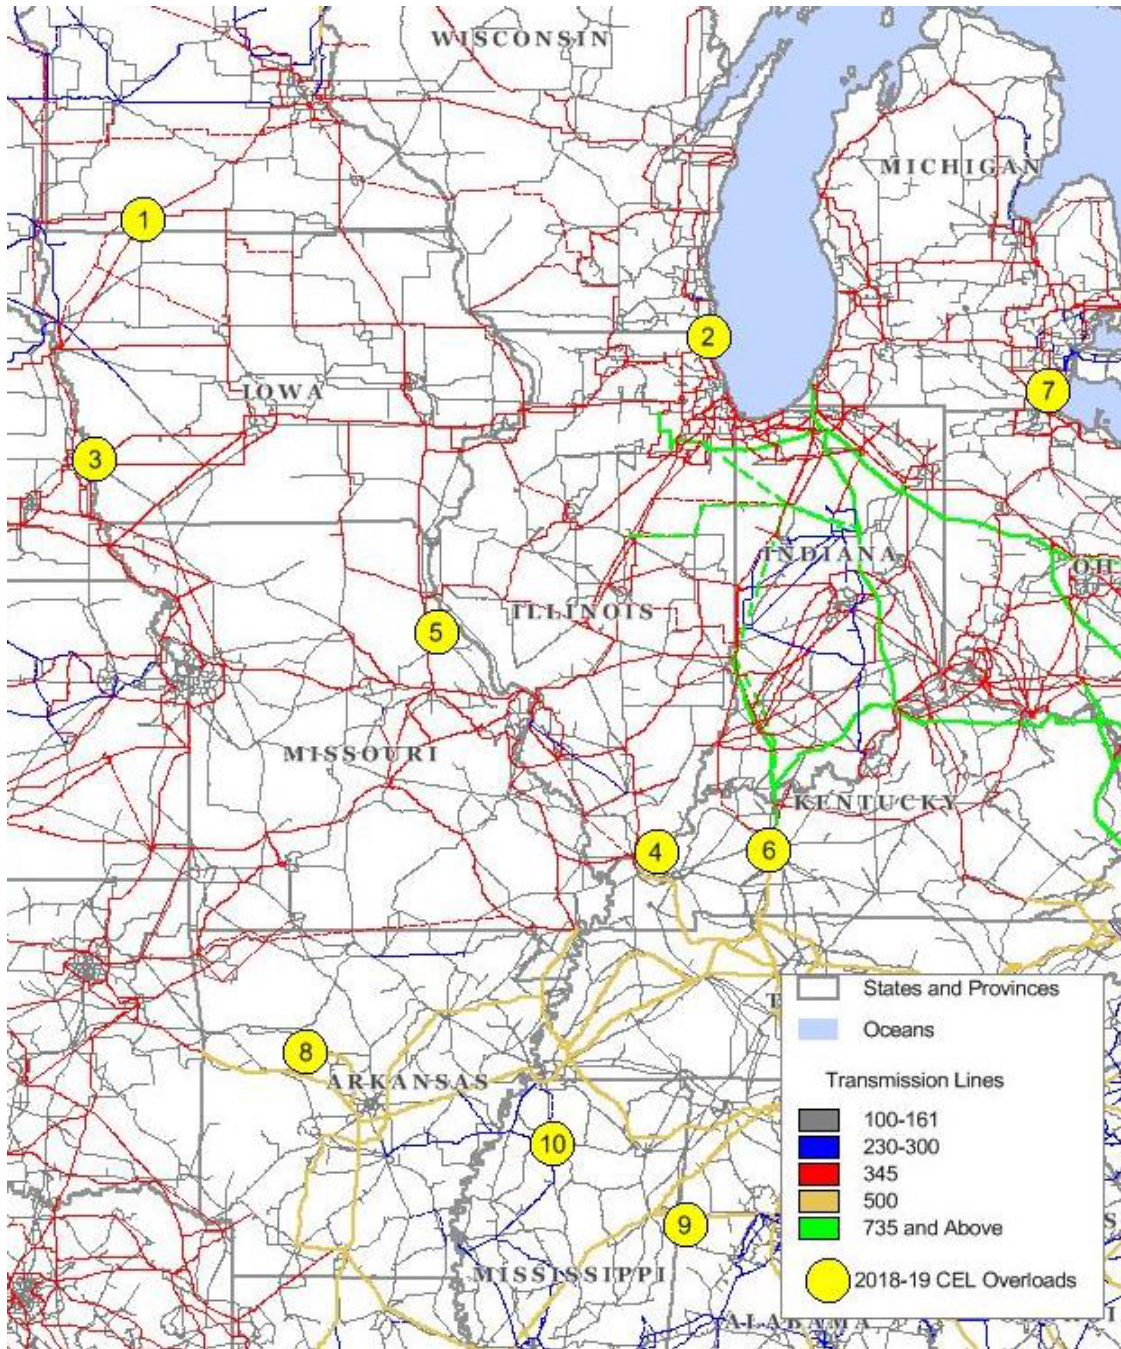 WISCONSIN
MICHIGAN
1
2
7
IOWA
3
INDIANA
OH
ILLINOIS
5
MISSOURI
KENTUCKY
4
6
T
States and Provinces
Oceans
8
ARKANSAS
Transmission Lines
100-161
10
230-300
345
500
9
735 and Above
MISSISSIPPI
2018-19 CEL Overloads
ALABAMA